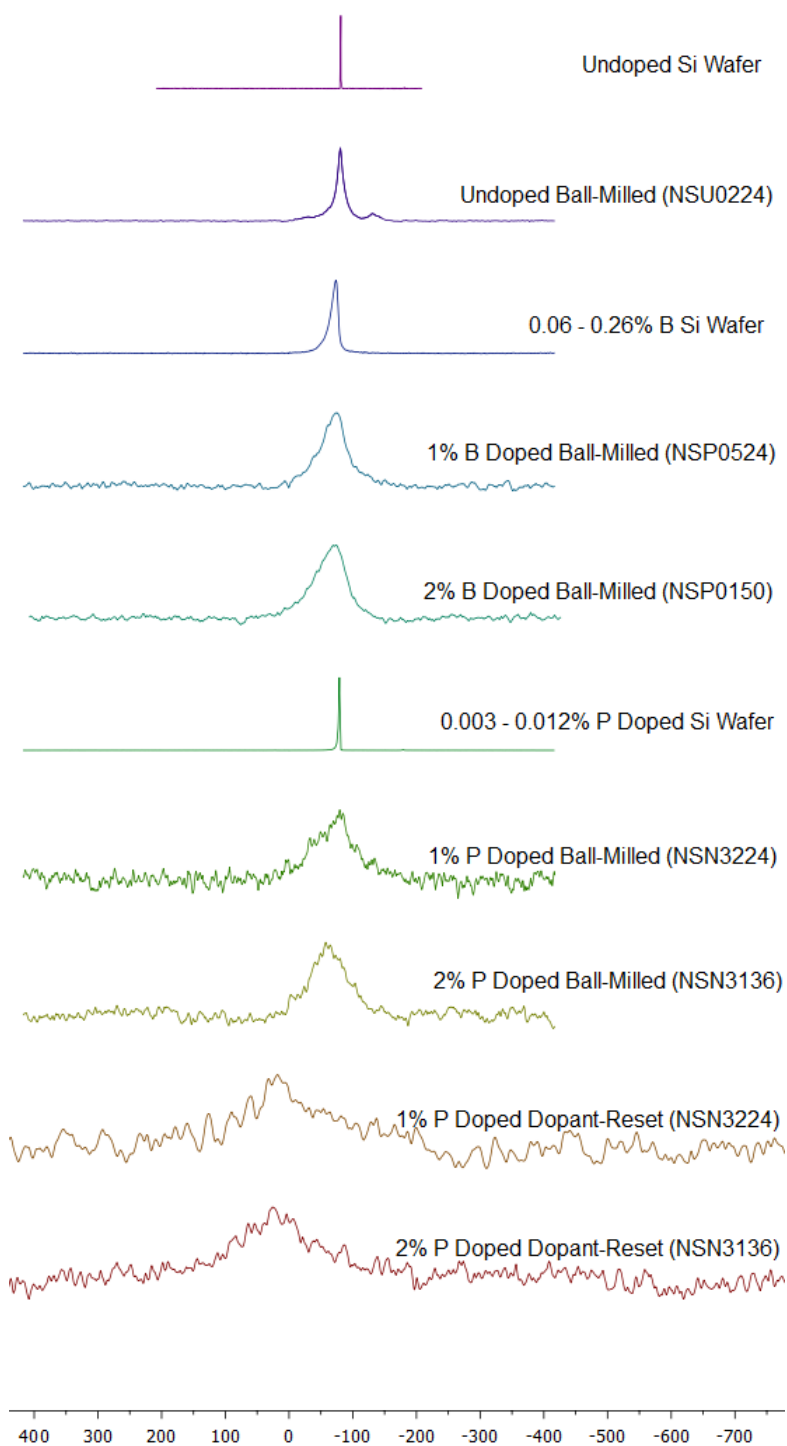 Undoped Si Wafer
Undoped Ball-Milled (NSU0224)
0.06 - 0.26% B Si Wafer
1% B Doped Ball-Milled (NSP0524)
2% B Doped Ball-Milled (NSP0150)
0.003 - 0.012% P Doped Si Wafer
1% P Doped Ball-Milled (NSN3224)
2% P Doped Ball-Milled (NSN3136)
1% P Doped Dopant-Reset (NSN3224)
2% P Doped Dopant-Reset (NSN3136)
400 300 200 100 0 -100 -200 -300 -400 -500 -600 -700